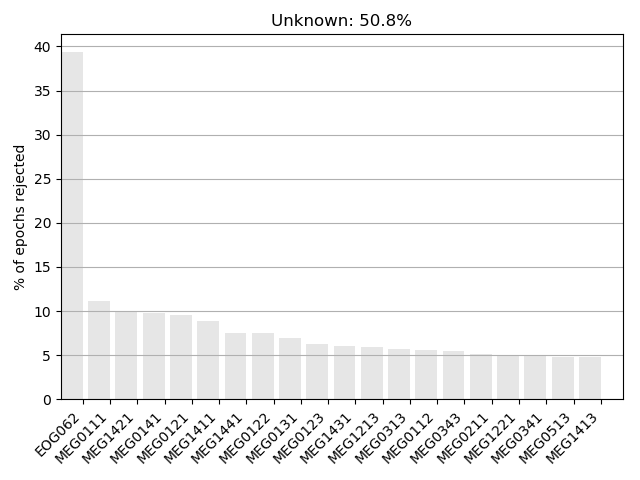 Unknown: 50.8%
% of epochs rejected
40
35
30
25
20
15
10
5
0
EOG062
MEG0111
MEG1421
MEG0141
MEG0121
MEG1411
MEG1441
MEG0122
MEG0131
MEG0123
MEG1431
MEG1213
MEG0313
MEG0112
MEG0343
MEG0211
MEG1221
MEG0341
MEG0513
MEG1413